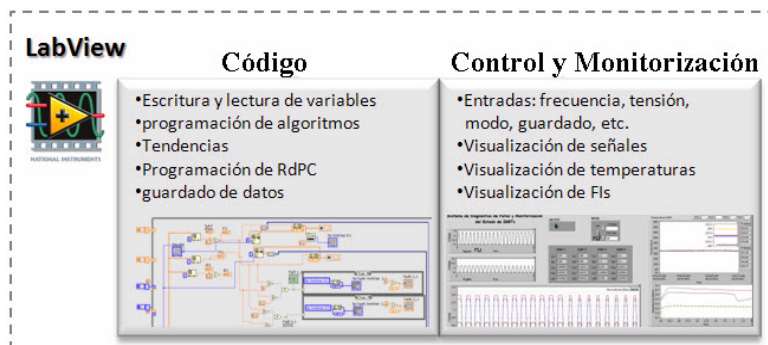 LabView
Código
Control y Monitorización
•Escritura y lectura de variables
•programación de algoritmos
•Tendencias
•Programación de RdPC
•guardado de datos
•Entradas: frecuencia, tensión,
modo, guardado, etc.
•Visualización de señales
•Visualización de temperaturas
•Visualización de FIs
NATIONAL INSTRUMENTS